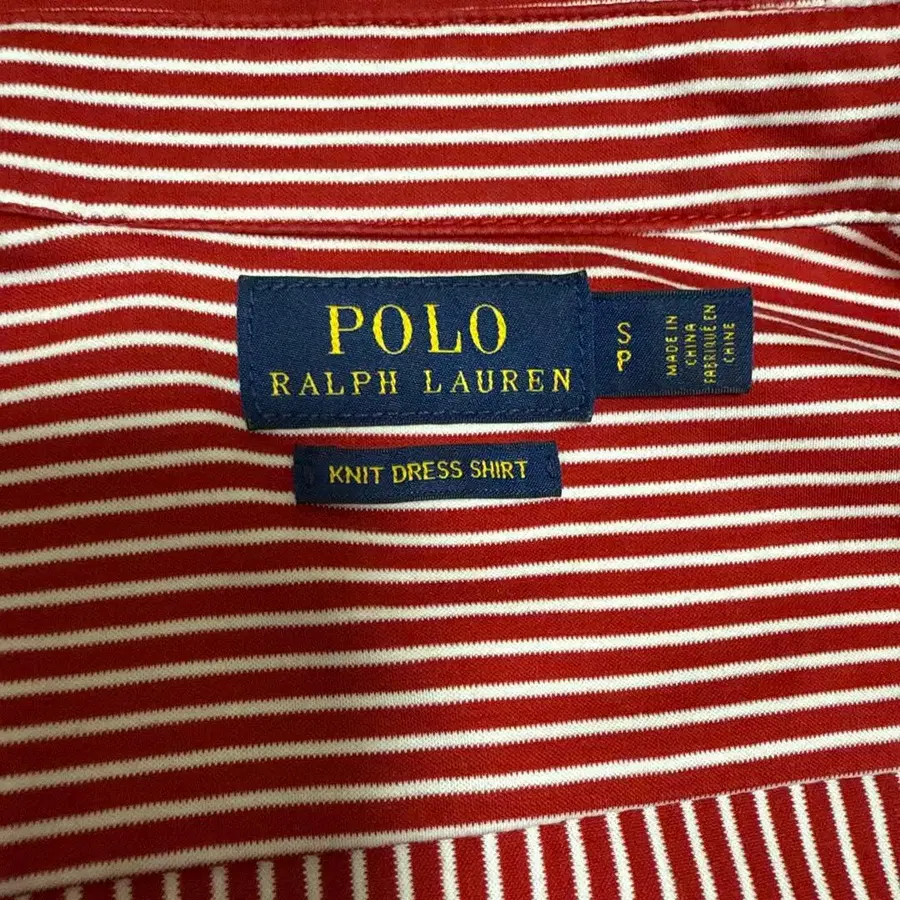 POLO
RALPH LAUREN
S
P
MADE IN
CHINA
FABRIQUÉ EN
CHINE
KNIT DRESS SHIRT